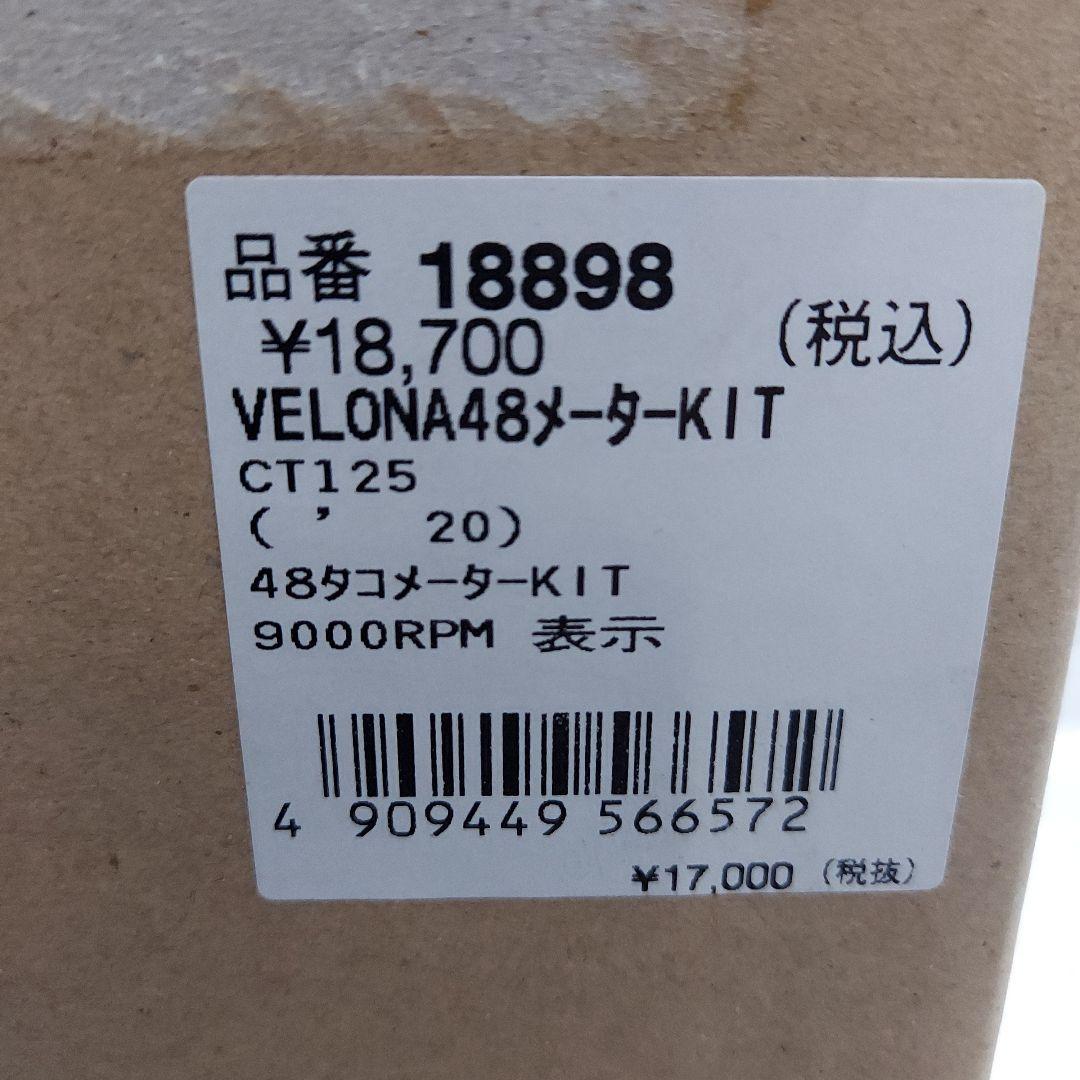 品番 18898
¥18,700 (税込)
VELONA48メーターKIT
CT125
( ’ 20)
48タコメーターKIT
9000RPM 表示
4 909449 566572
¥17,000 (税抜)